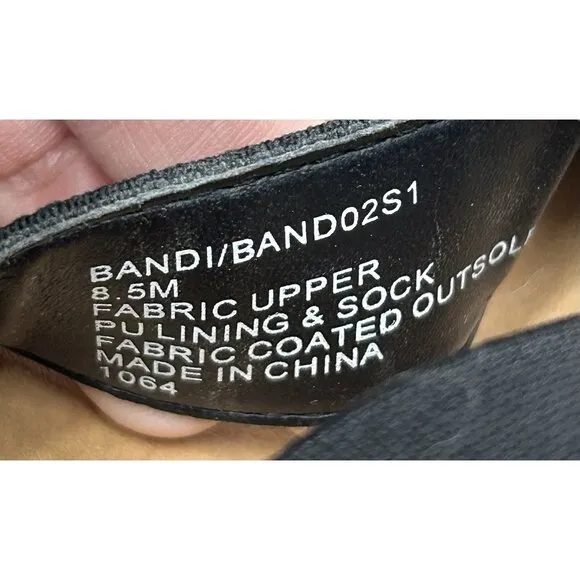 BANDI/BAND02S1
8.5M
FABRIC UPPER
PU LINING & SOCK
FABRIC COATED OUTSOLE
MADE IN CHINA
1064